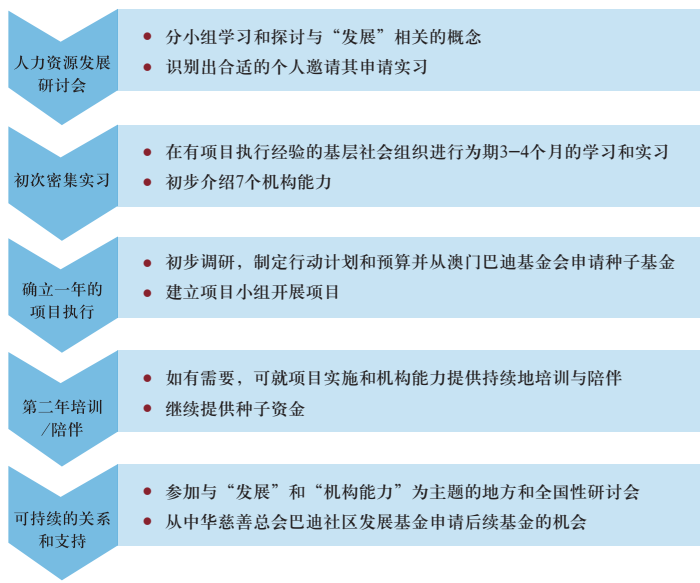 人力资源发展
研讨会
• 分小组学习和探讨与“发展”相关的概念
• 识别出合适的个人邀请其申请实习
初次密集实习
• 在有项目执行经验的基层社会组织进行为期3—4个月的学习和实习
• 初步介绍7个机构能力
确立一年的
项目执行
• 初步调研，制定行动计划和预算并从澳门巴迪基金会申请种子基金
• 建立项目小组开展项目
第二年培训
/陪伴
• 如有需要，可就项目实施和机构能力提供持续地培训与陪伴
• 继续提供种子资金
可持续的关系
和支持
• 参加与“发展”和“机构能力”为主题的地方和全国性研讨会
• 从中华慈善总会巴迪社区发展基金申请后续基金的机会